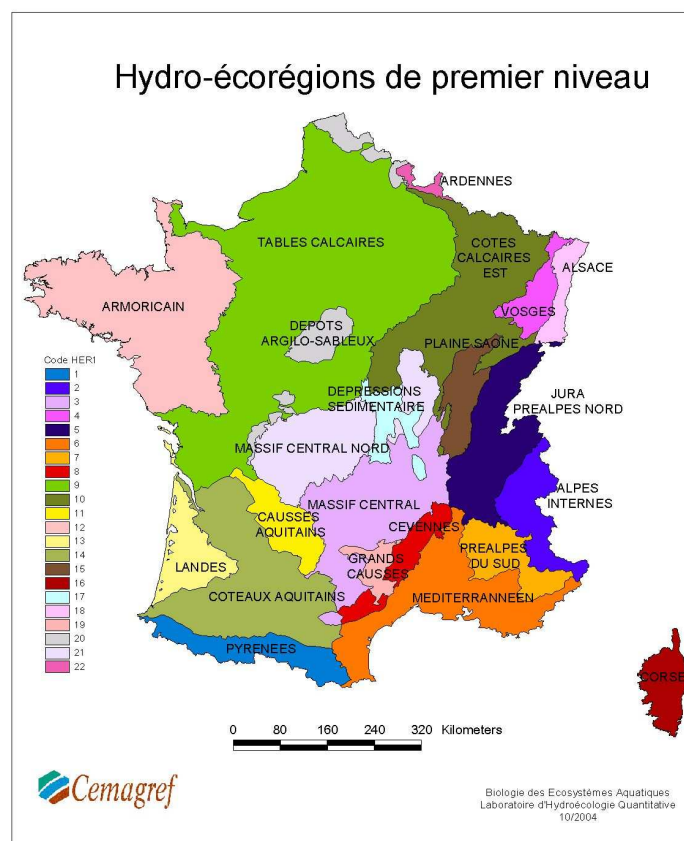 Hydro-écorégions de premier niveau
ARDENNES
TABLES CALCAIRES
COTES
CALCAIRES
EST
ALSACE
ARMORICAIN
VOSGES
DEPOTS
ARGILO-SABLEUX
PLAINE SAONE
Code HER1
1
2
3
4
5
6
7
8
9
10
11
12
13
14
15
16
17
18
19
20
21
22
DEPRESSIONS
SEDIMENTAIRE
JURA
PREALPES NORD
MASSIF CENTRAL NORD
MASSIF CENTRAL
ALPES
INTERNES
CAUSSES
AQUITAINS
CEVENNES
PREALPES
DU SUD
GRANDS
CAUSSES
LANDES
COTEAUX AQUITAINS
MEDITERRANNEEN
PYRENEES
CORSE
0 80 160 240 320 Kilometers
Cemagref
Biologie des Ecosystémes Aquatiques
Laboratoire d'Hydroécologie Quantitative
10/2004